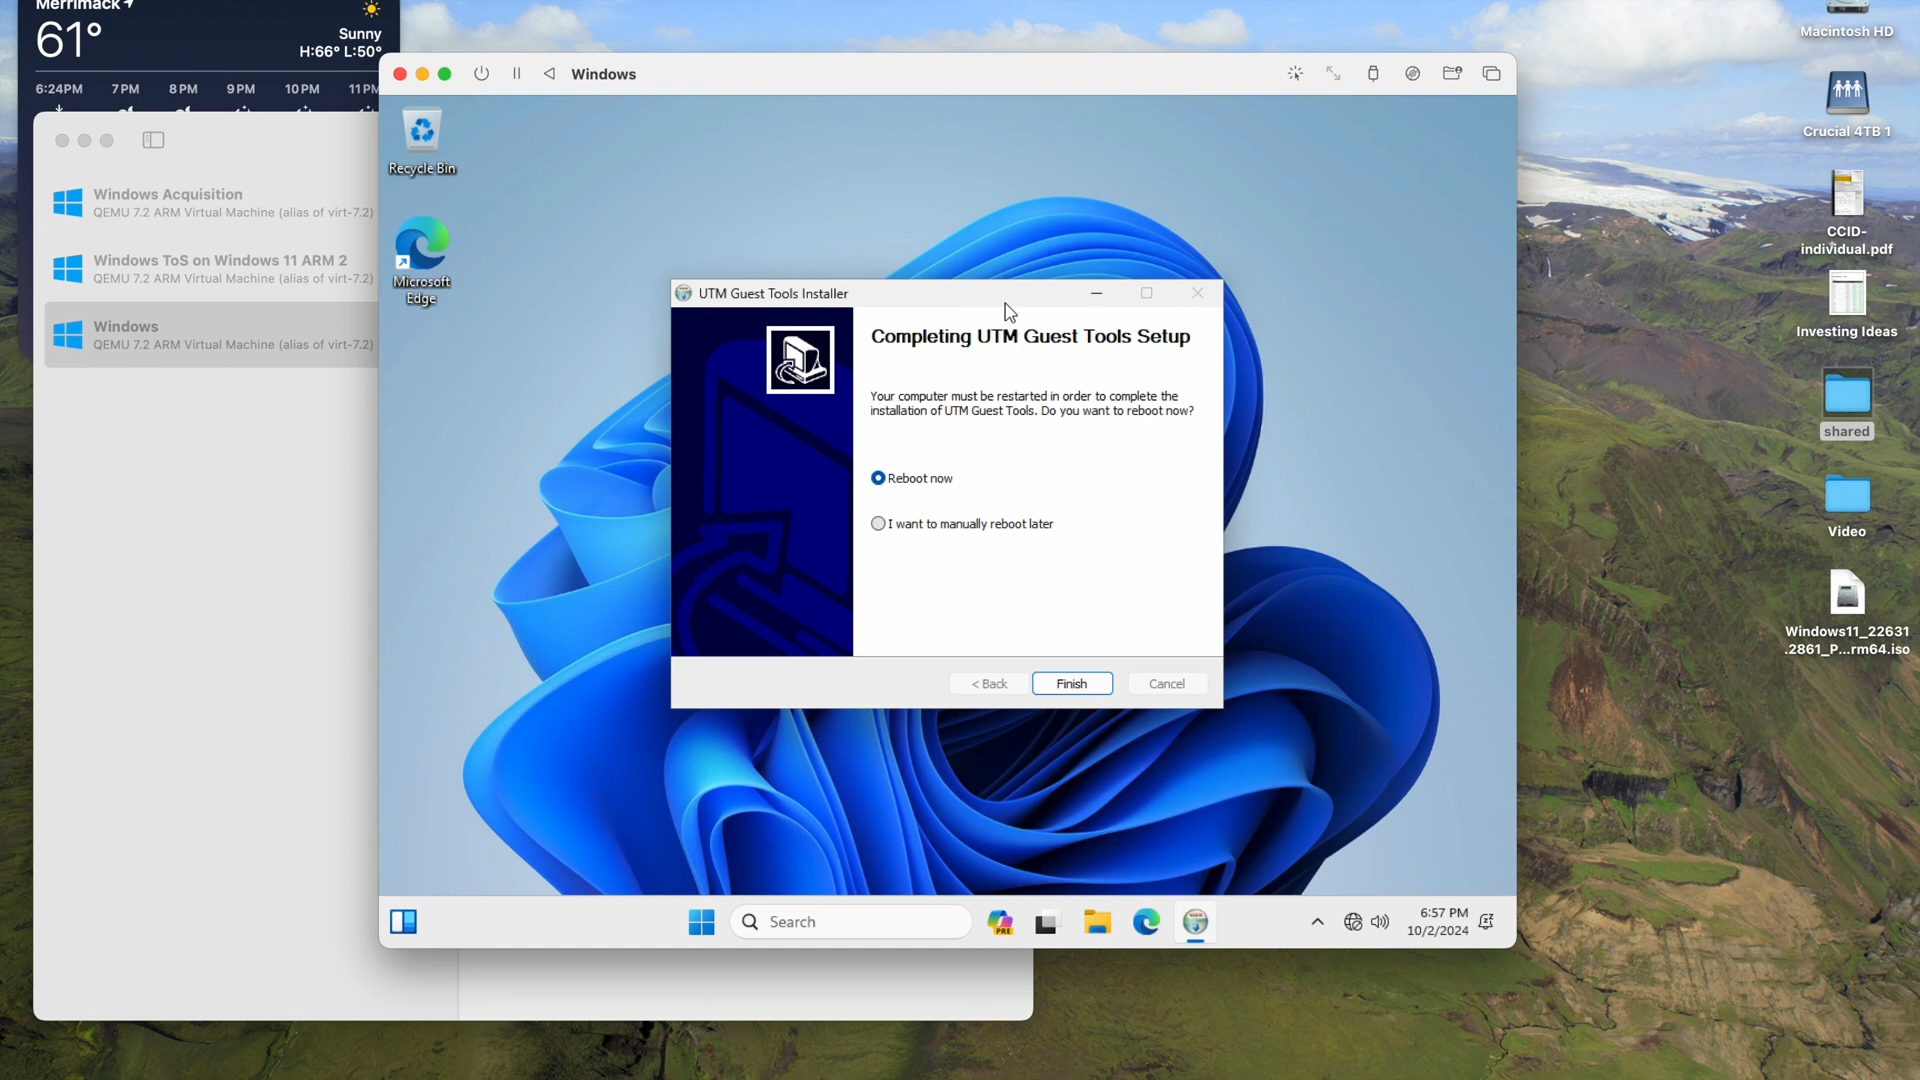 Merrimack
61°
Sunny
H:66° L:50°
6:24PM 7PM 8PM 9PM 10PM 11PM
Windows Acquisition
QEMU 7.2 ARM Virtual Machine (alias of virt-7.2)
Windows ToS on Windows 11 ARM 2
QEMU 7.2 ARM Virtual Machine (alias of virt-7.2)
Windows
QEMU 7.2 ARM Virtual Machine (alias of virt-7.2)
Windows
Recycle Bin
Microsoft
Edge
UTM Guest Tools Installer
Completing UTM Guest Tools Setup
Your computer must be restarted in order to complete the
installation of UTM Guest Tools. Do you want to reboot now?
Reboot now
I want to manually reboot later
< Back
Finish
Cancel
Search
PRE
6:57 PM
10/2/2024
Macintosh HD
Crucial 4TB 1
CCID-
individual.pdf
Investing Ideas
shared
Video
Windows11_22631
.2861_P...rm64.iso